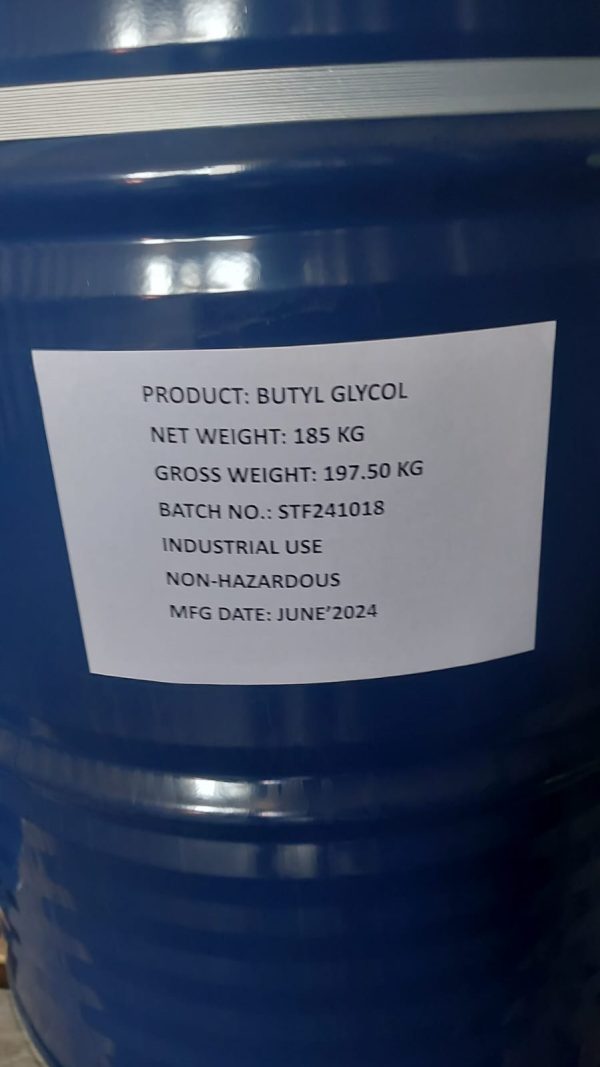 PRODUCT: BUTYL GLYCOL
NET WEIGHT: 185 KG
GROSS WEIGHT: 197.50 KG
BATCH NO.: STF241018
INDUSTRIAL USE
NON-HAZARDOUS
MFG DATE: JUNE’2024